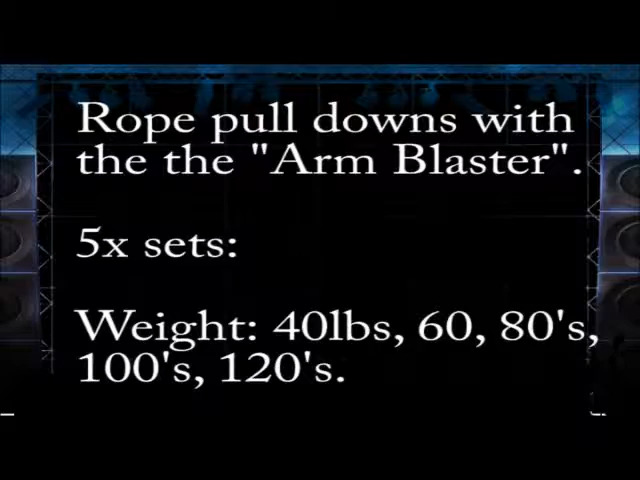 Rope pull downs with
the the "Arm Blaster".
5x sets:
Weight: 40lbs, 60, 80's,
100's, 120's.